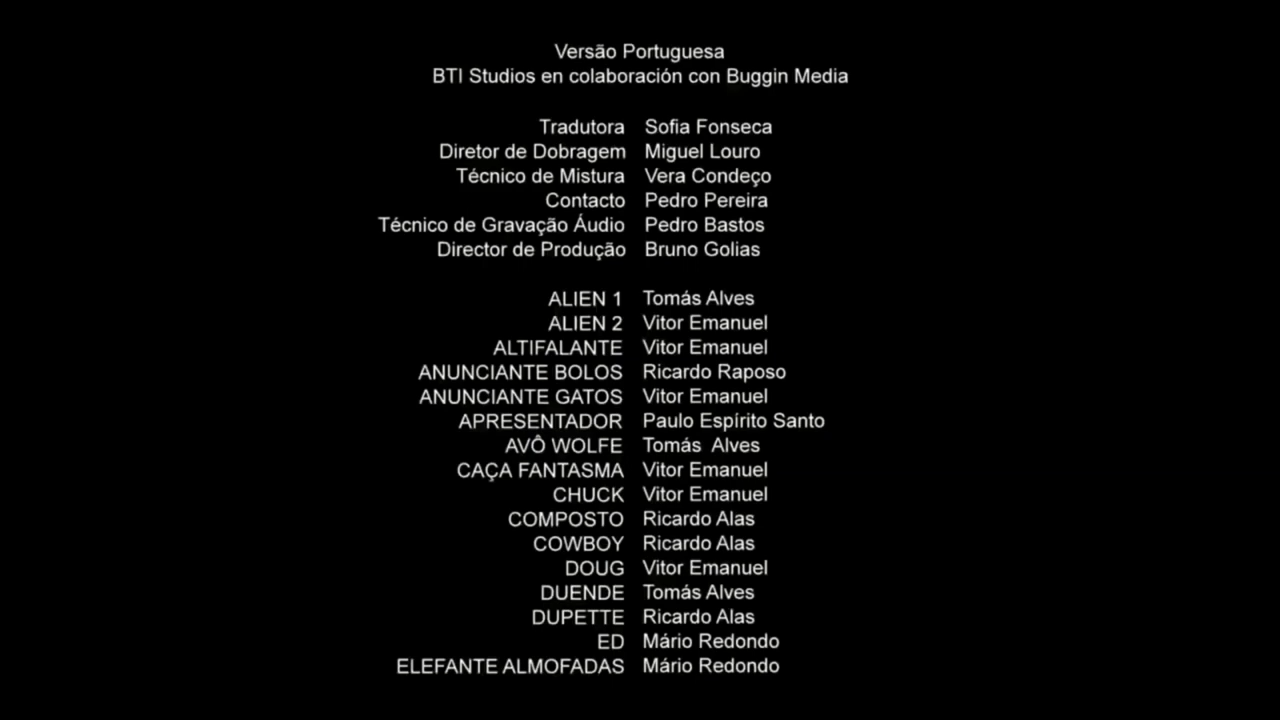 Versão Portuguesa
BTI Studios en colaboración con Buggin Media
Tradutora Sofia Fonseca
Diretor de Dobragem Miguel Louro
Técnico de Mistura Vera Condeço
Contacto Pedro Pereira
Técnico de Gravação Áudio Pedro Bastos
Director de Produção Bruno Golias
ALIEN 1 Tomás Alves
ALIEN 2 Vitor Emanuel
ALTIFALANTE Vitor Emanuel
ANUNCIANTE BOLOS Ricardo Raposo
ANUNCIANTE GATOS Vitor Emanuel
APRESENTADOR Paulo Espírito Santo
AVÔ WOLFE Tomás Alves
CAÇA FANTASMA Vitor Emanuel
CHUCK Vitor Emanuel
COMPOSTO Ricardo Alas
COWBOY Ricardo Alas
DOUG Vitor Emanuel
DUENDE Tomás Alves
DUPETTE Ricardo Alas
ED Mário Redondo
ELEFANTE ALMOFADAS Mário Redondo